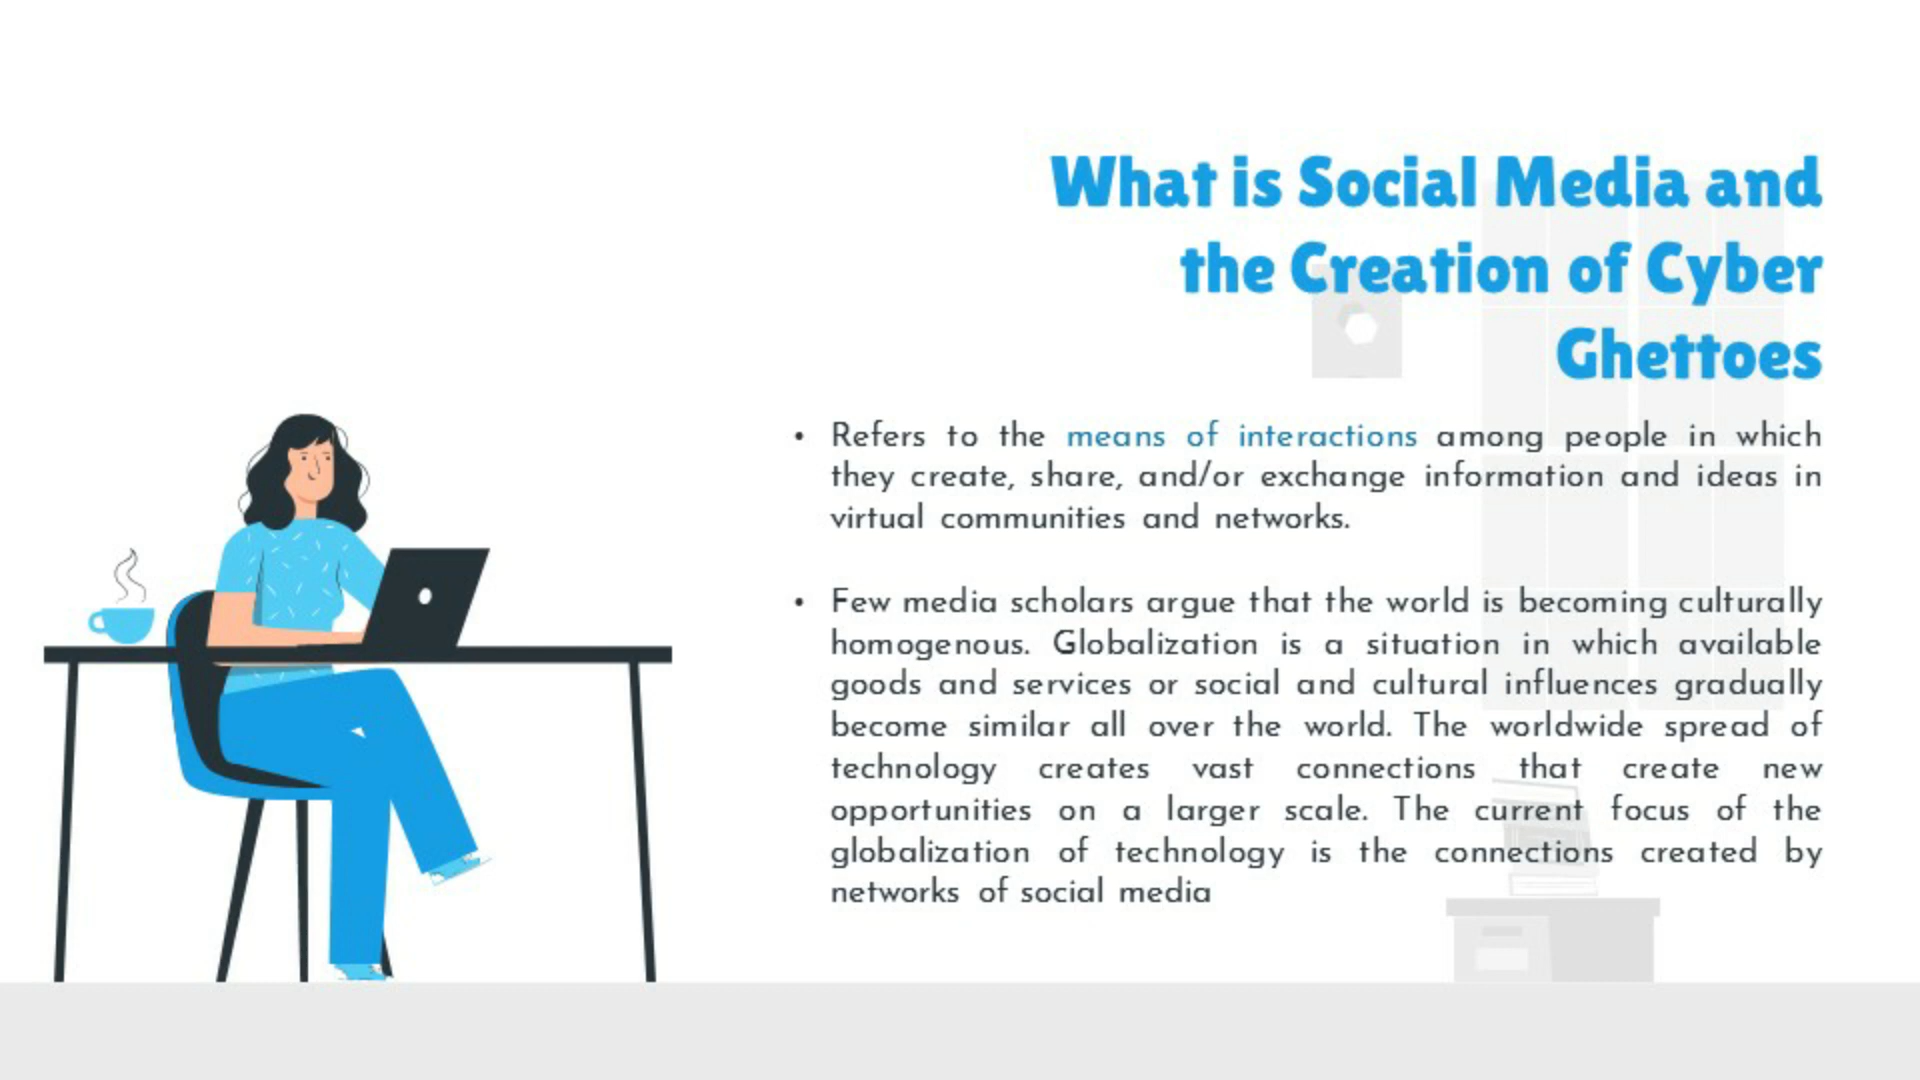 What is Social Media and
the Creation of Cyber
Ghettoes
• Refers to the means of interactions among people in which
they create, share, and/or exchange information and ideas in
virtual communities and networks.
• Few media scholars argue that the world is becoming culturally
homogenous. Globalization is a situation in which available
goods and services or social and cultural influences gradually
become similar all over the world. The worldwide spread of
technology creates vast connections that create new
opportunities on a larger scale. The current focus of the
globalization of technology is the connections created by
networks of social media